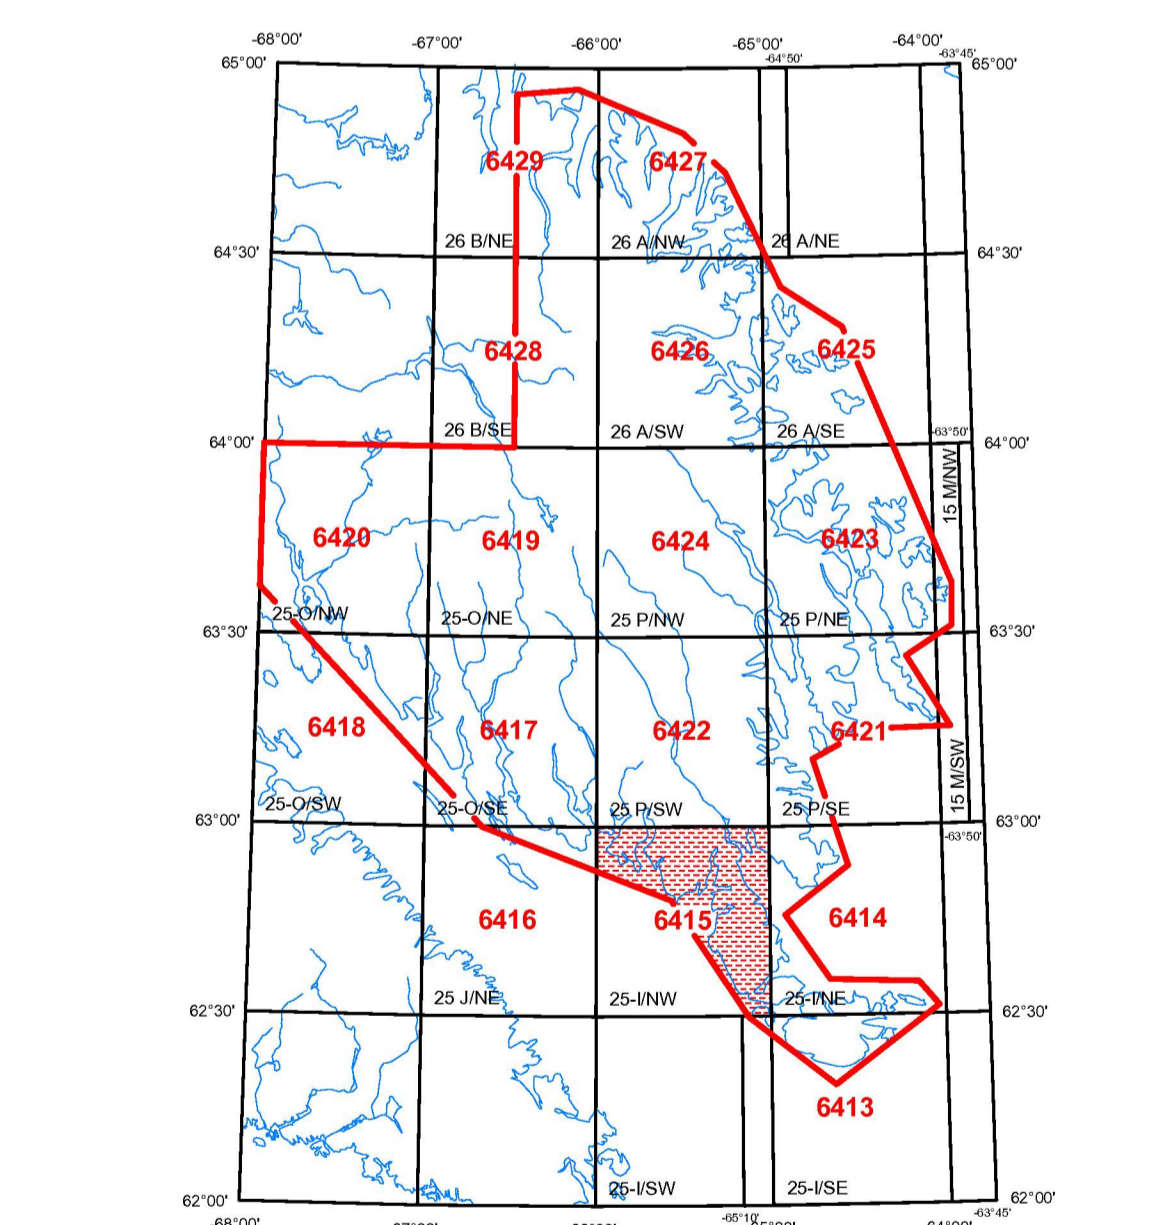 -68°00' -67°00' -66°00' -65°00' -64°00'
-64°50' -63°45'
65°00' 65°00'
6429 6427
26 B/NE 26 A/NW 26 A/NE
64°30' 64°30'
6428 6426 6425
26 B/SE 26 A/SW 26 A/SE -63°50'
64°00' 64°00'
15 M/NW
6420 6419 6424 6423
25-O/NW 25-O/NE 25 P/NW 25 P/NE
63°30' 63°30'
6418 6417 6422 6421
15 M/SW
25-O/SW 25-O/SE 25 P/SW 25 P/SE
63°00' 63°00'
-63°50'
6416 6415 6414
25 J/NE 25-I/NW 25-I/NE
62°30' 62°30'
6413
25-I/SW 25-I/SE
62°00' 62°00'
-65°10' -63°45'
-68°00'